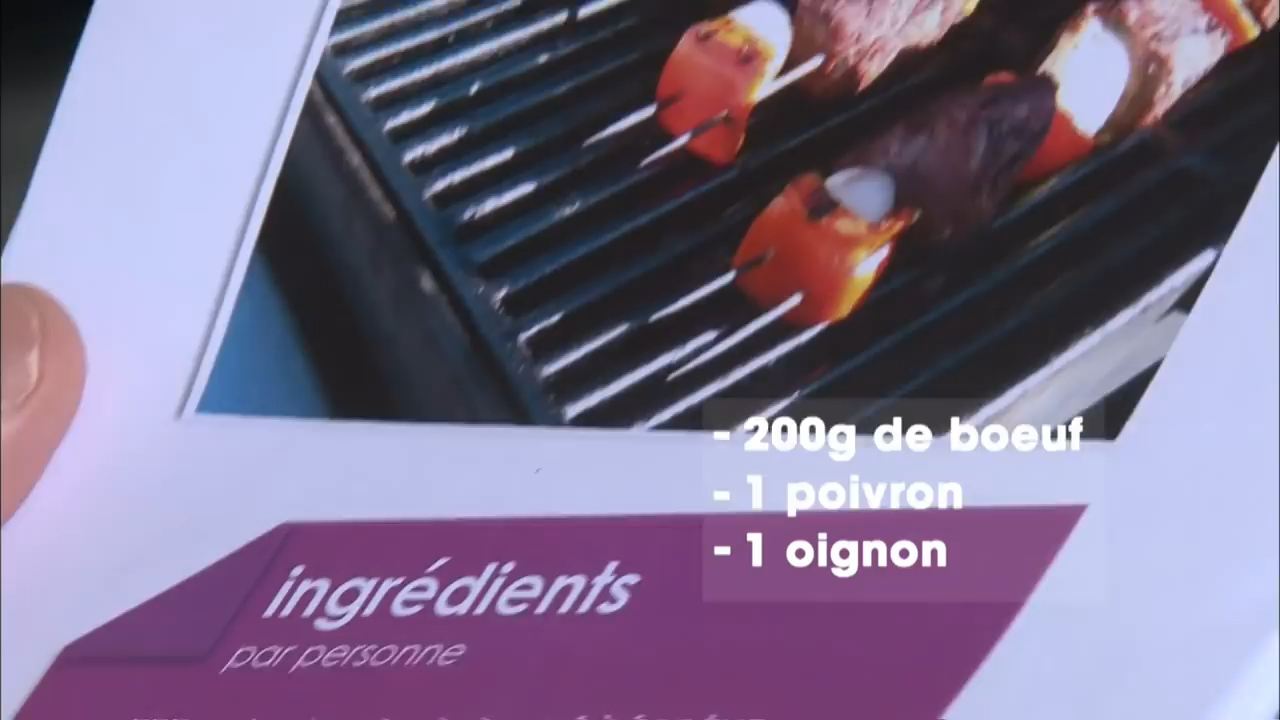 - 200g de boeuf
- 1 poivron
- 1 oignon
ingrédients
par personne